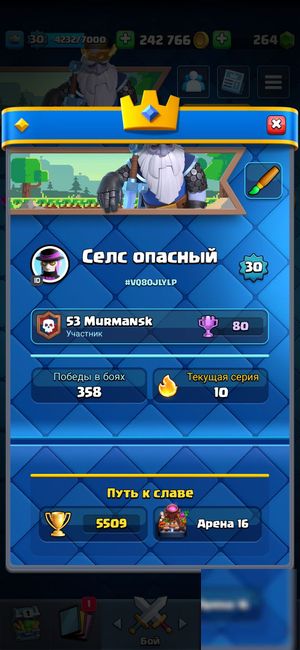 30 4232/7000 242 766 264
Селс опасный
ID
#VQ80JLYLP
30
53 Murmansk
80
Участник
Победы в боях
358
Текущая серия
10
Путь к славе
5509
Арена 16
1
Бой